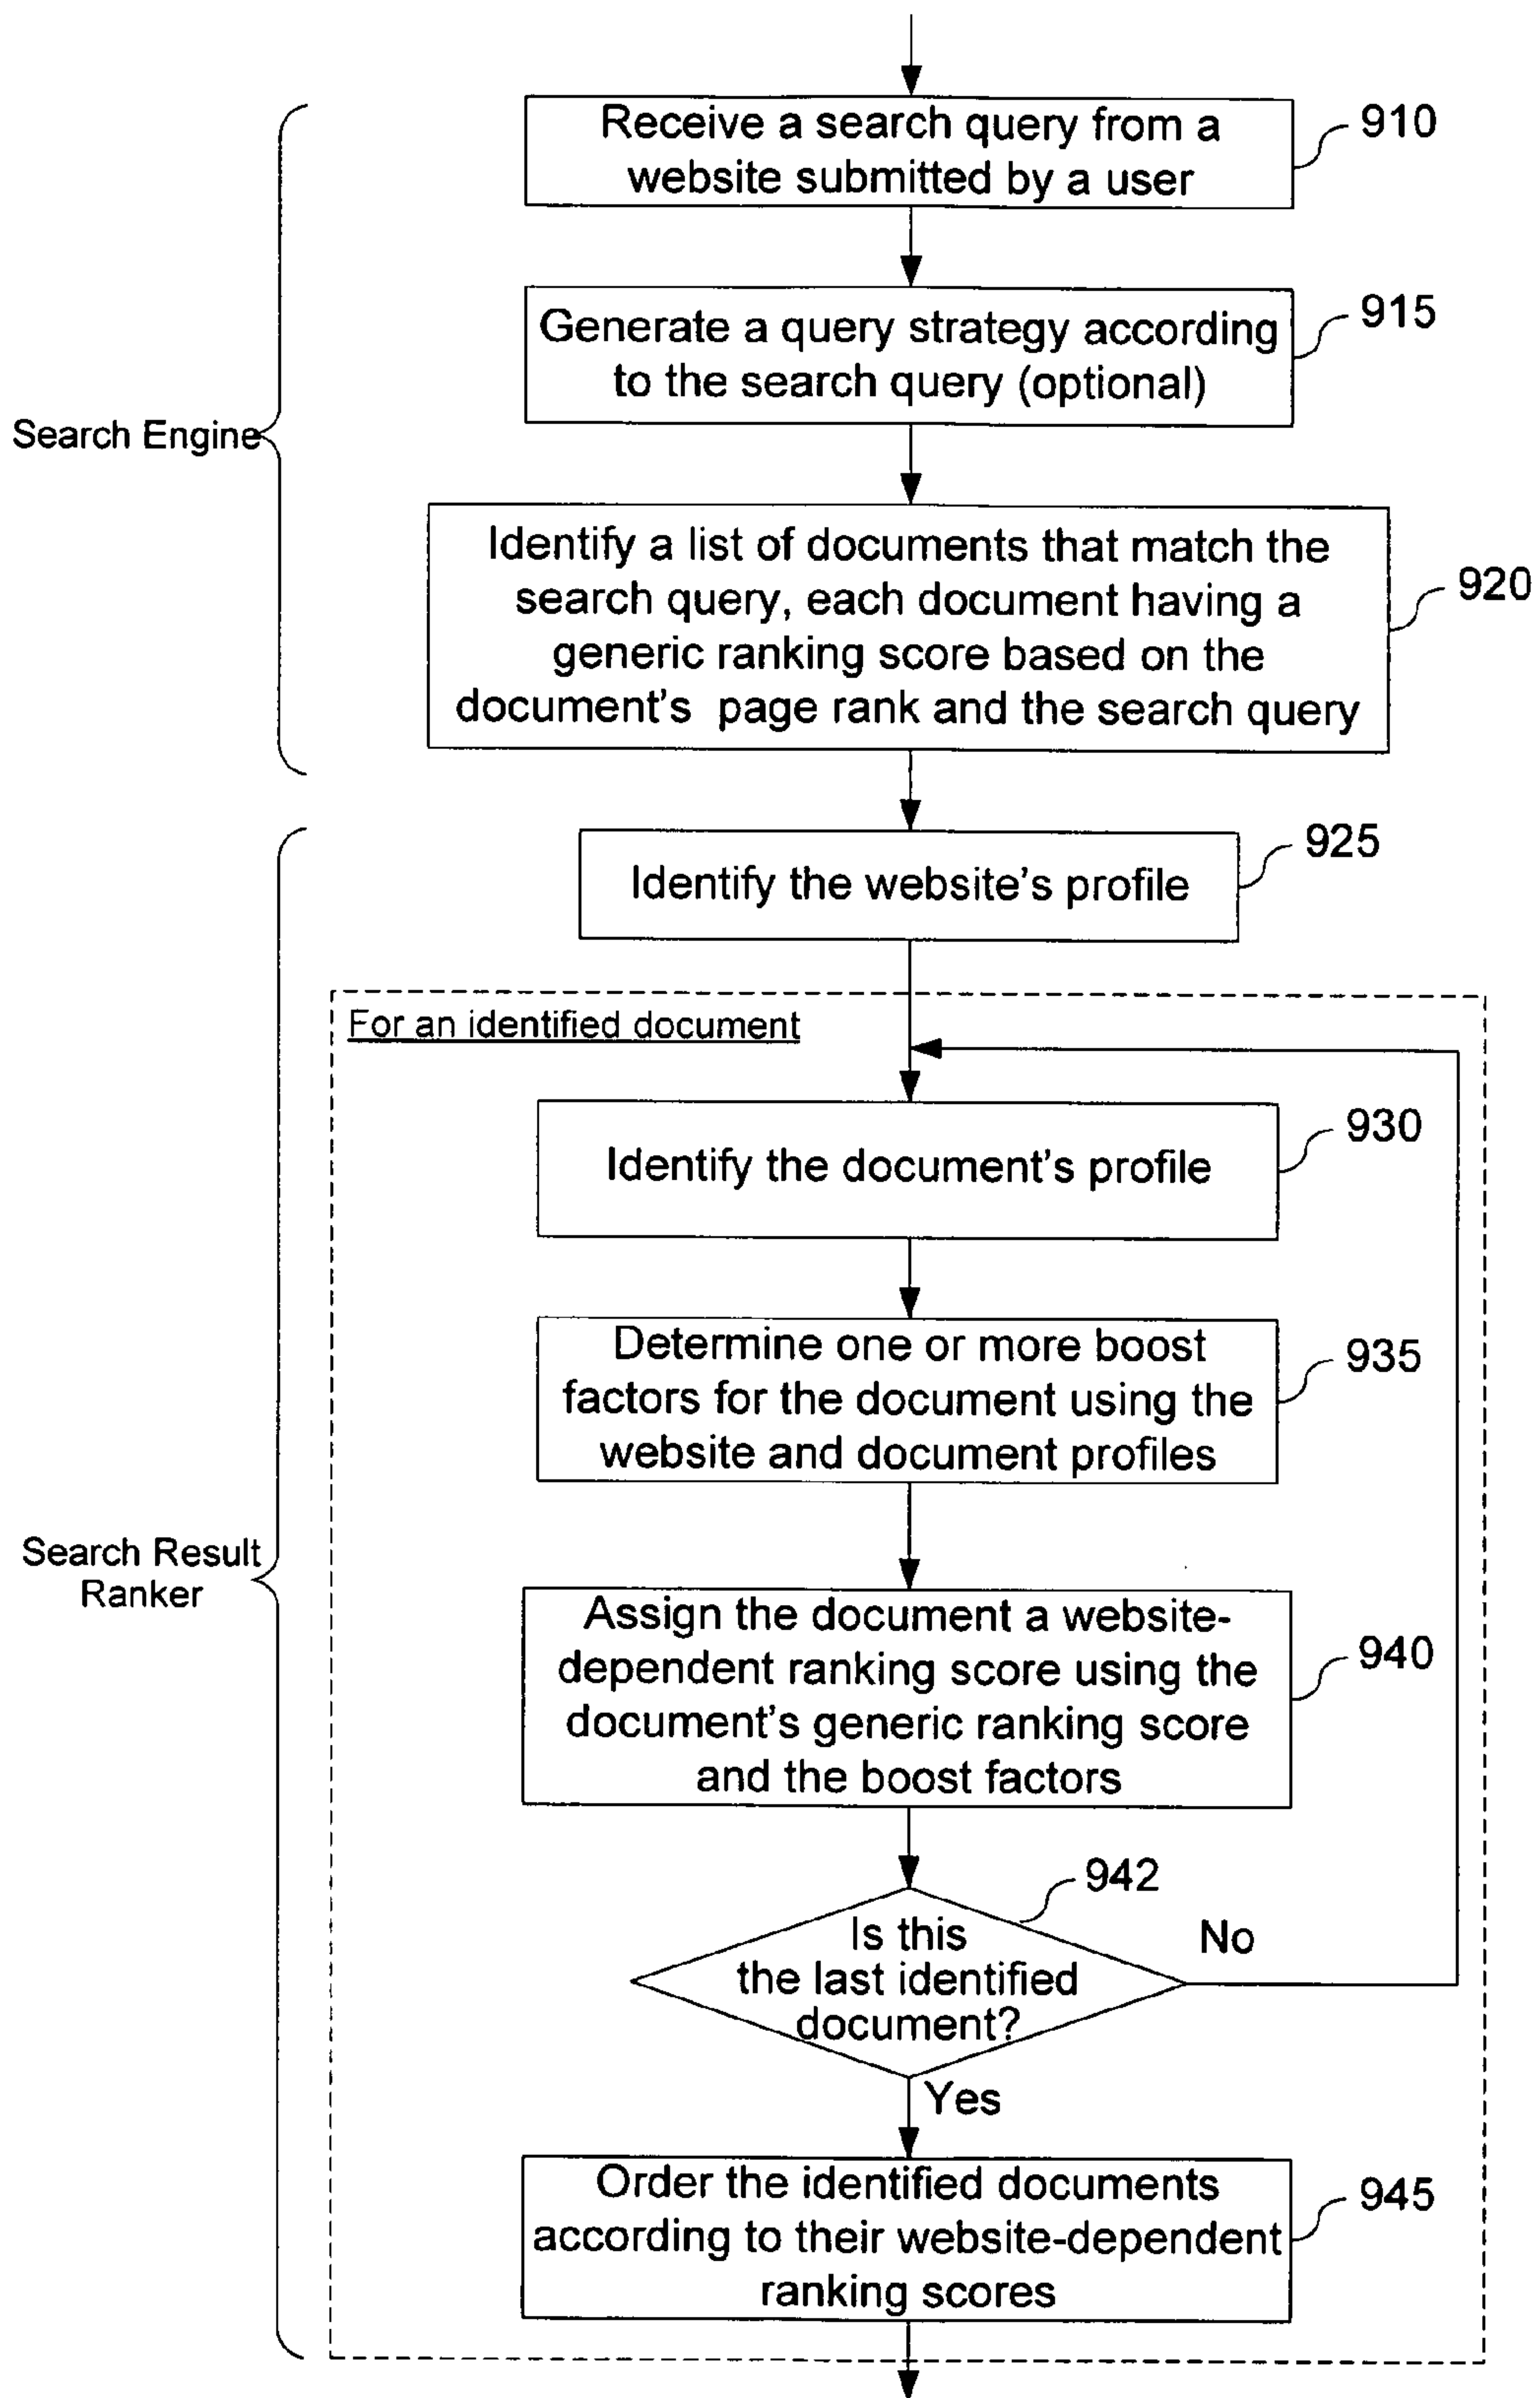 Receive a search query from a
website submitted by a user
910
Generate a query strategy according
to the search query (optional)
915
Search Engine
Identify a list of documents that match the
search query, each document having a
generic ranking score based on the
document's page rank and the search query
920
Identify the website's profile
925
For an identified document
Identify the document's profile
930
Determine one or more boost
factors for the document using the
website and document profiles
935
Search Result
Ranker
Assign the document a website-
dependent ranking score using the
document's generic ranking score
and the boost factors
940
942
Is this
the last identified
document?
No
Yes
Order the identified documents
according to their website-dependent
ranking scores
945